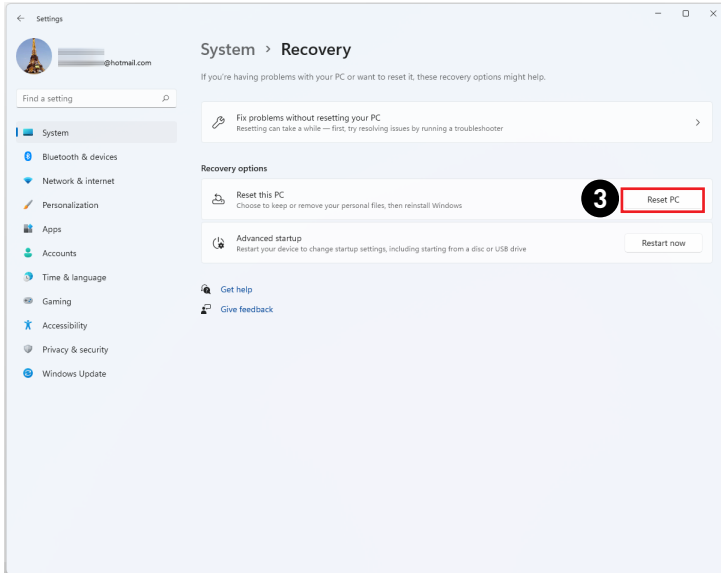 Settings
@hotmail.com
Find a setting
System
Bluetooth & devices
Network & internet
Personalization
Apps
Accounts
Time & language
Gaming
Accessibility
Privacy & security
Windows Update
System > Recovery
If you're having problems with your PC or want to reset it, these recovery options might help.
Fix problems without resetting your PC
Resetting can take a while — first, try resolving issues by running a troubleshooter
Recovery options
Reset this PC
Choose to keep or remove your personal files, then reinstall Windows
3
Reset PC
Advanced startup
Restart your device to change startup settings, including starting from a disc or USB drive
Restart now
Get help
Give feedback